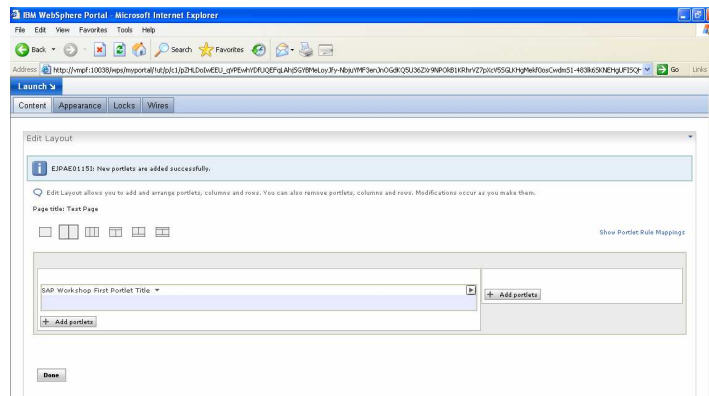 IBM WebSphere Portal - Microsoft Internet Explorer
File Edit View Favorites Tools Help
Back Search Favorites
Address Go Links
Launch
Content Appearance Locks Wires
Edit Layout
EJPAE0115I: New portlets are added successfully.
Edit Layout allows you to add and arrange portlets, columns and rows. You can also remove portlets, columns and rows. Modifications occur as you make them.
Page title: Test Page
Show Portlet Rule Mappings
SAP Workshop First Portlet Title
+ Add portlets
+ Add portlets
Done